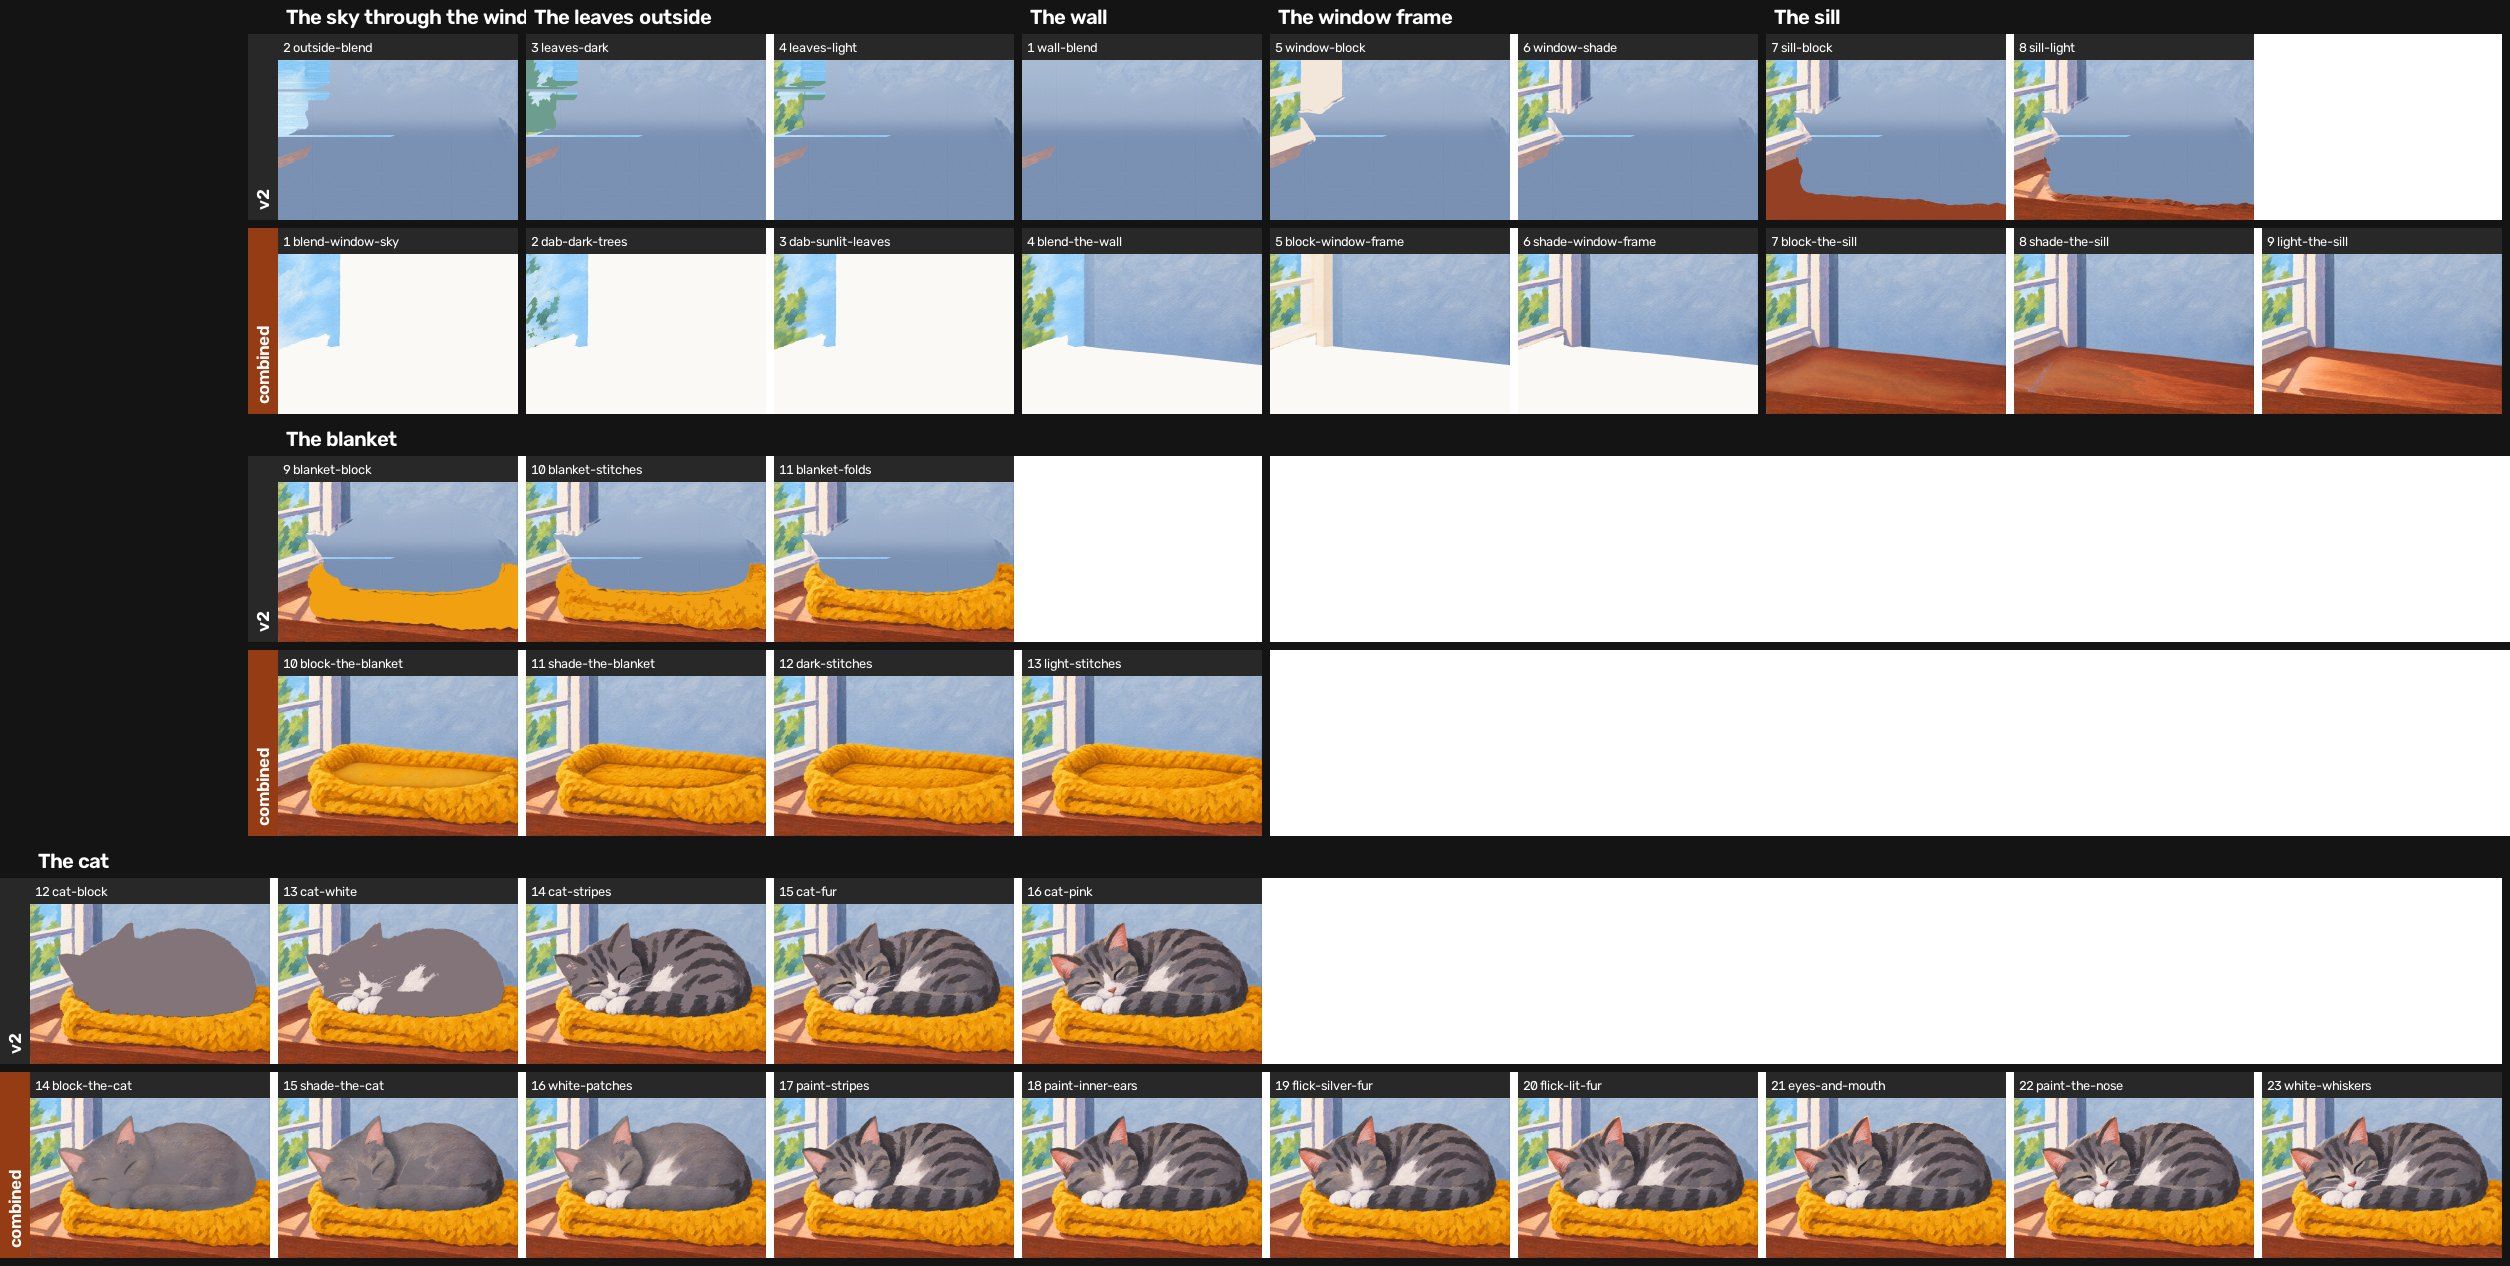 The sky through the wind
The leaves outside
The wall
The window frame
The sill
v2
2 outside-blend
3 leaves-dark
4 leaves-light
1 wall-blend
5 window-block
6 window-shade
7 sill-block
8 sill-light
combined
1 blend-window-sky
2 dab-dark-trees
3 dab-sunlit-leaves
4 blend-the-wall
5 block-window-frame
6 shade-window-frame
7 block-the-sill
8 shade-the-sill
9 light-the-sill
The blanket
v2
9 blanket-block
10 blanket-stitches
11 blanket-folds
combined
10 block-the-blanket
11 shade-the-blanket
12 dark-stitches
13 light-stitches
The cat
v2
12 cat-block
13 cat-white
14 cat-stripes
15 cat-fur
16 cat-pink
combined
14 block-the-cat
15 shade-the-cat
16 white-patches
17 paint-stripes
18 paint-inner-ears
19 flick-silver-fur
20 flick-lit-fur
21 eyes-and-mouth
22 paint-the-nose
23 white-whiskers